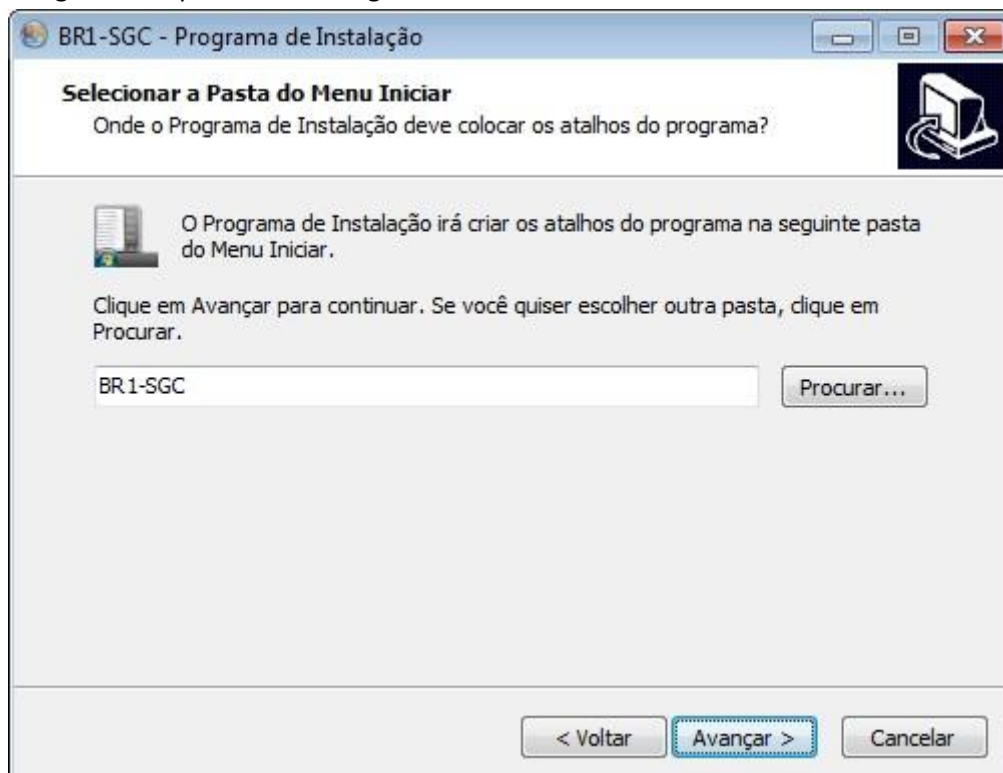 BR1-SGC - Programa de Instalação
Selecionar a Pasta do Menu Iniciar
Onde o Programa de Instalação deve colocar os atalhos do programa?
O Programa de Instalação irá criar os atalhos do programa na seguinte pasta
do Menu Iniciar.
Clique em Avançar para continuar. Se você quiser escolher outra pasta, clique em
Procurar.
BR1-SGC
Procurar...
< Voltar
Avançar >
Cancelar